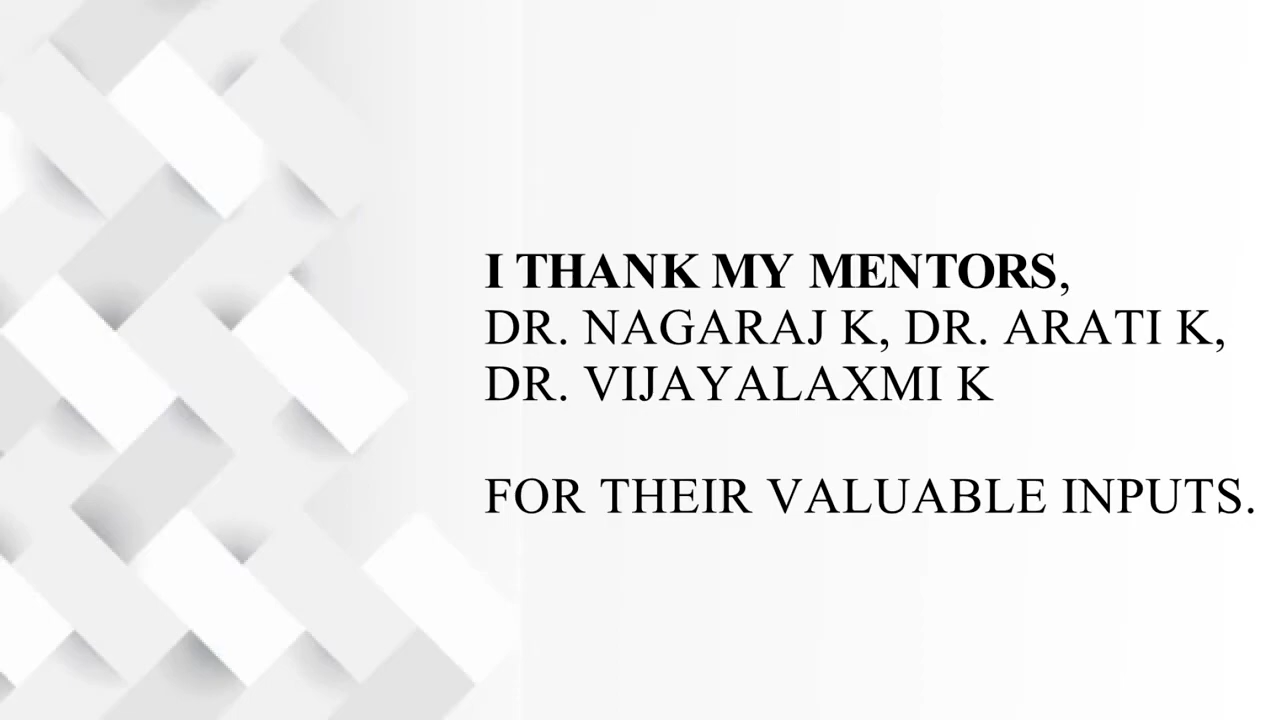 I THANK MY MENTORS,
DR. NAGARAJ K, DR. ARATI K,
DR. VIJAYALAXMI K
FOR THEIR VALUABLE INPUTS.